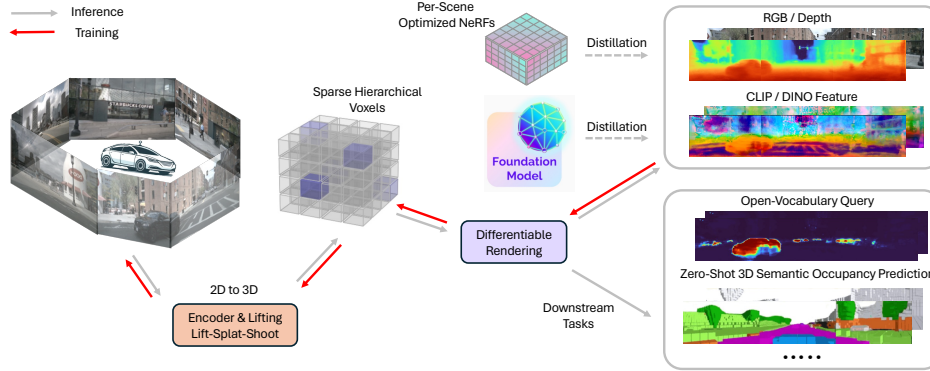 Inference
Training
Per-Scene
Optimized NeRFs
Distillation
RGB / Depth
CLIP / DINO Feature
Sparse Hierarchical
Voxels
STARBUCKS COFFEE
Foundation
Model
Distillation
Differentiable
Rendering
Open-Vocabulary Query
Zero-Shot 3D Semantic Occupancy Prediction
2D to 3D
Encoder & Lifting
Lift-Splat-Shoot
Downstream
Tasks